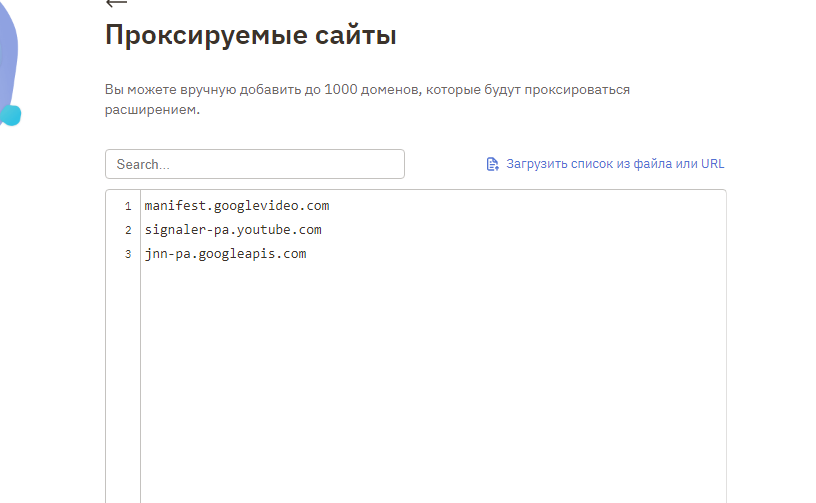 Проксируемые сайты
Вы можете вручную добавить до 1000 доменов, которые будут проксироваться
расширением.
Search...
Загрузить список из файла или URL
1 manifest.googlevideo.com
2 signaler-pa.youtube.com
3 jnn-pa.googleapis.com